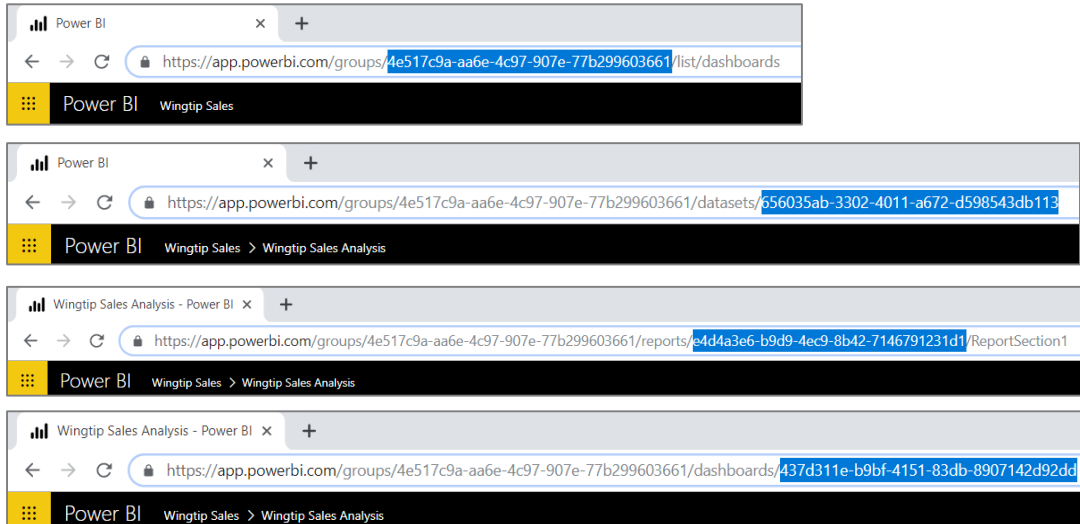 Power BI
https://app.powerbi.com/groups/4e517c9a-aa6e-4c97-907e-77b299603661/list/dashboards
Power BI Wingtip Sales
Power BI
https://app.powerbi.com/groups/4e517c9a-aa6e-4c97-907e-77b299603661/datasets/656035ab-3302-4011-a672-d598543db113
Power BI Wingtip Sales > Wingtip Sales Analysis
Wingtip Sales Analysis - Power BI
https://app.powerbi.com/groups/4e517c9a-aa6e-4c97-907e-77b299603661/reports/e4d4a3e6-b9d9-4ec9-8b42-7146791231d1/ReportSection1
Power BI Wingtip Sales > Wingtip Sales Analysis
Wingtip Sales Analysis - Power BI
https://app.powerbi.com/groups/4e517c9a-aa6e-4c97-907e-77b299603661/dashboards/437d311e-b9bf-4151-83db-8907142d92dd
Power BI Wingtip Sales > Wingtip Sales Analysis